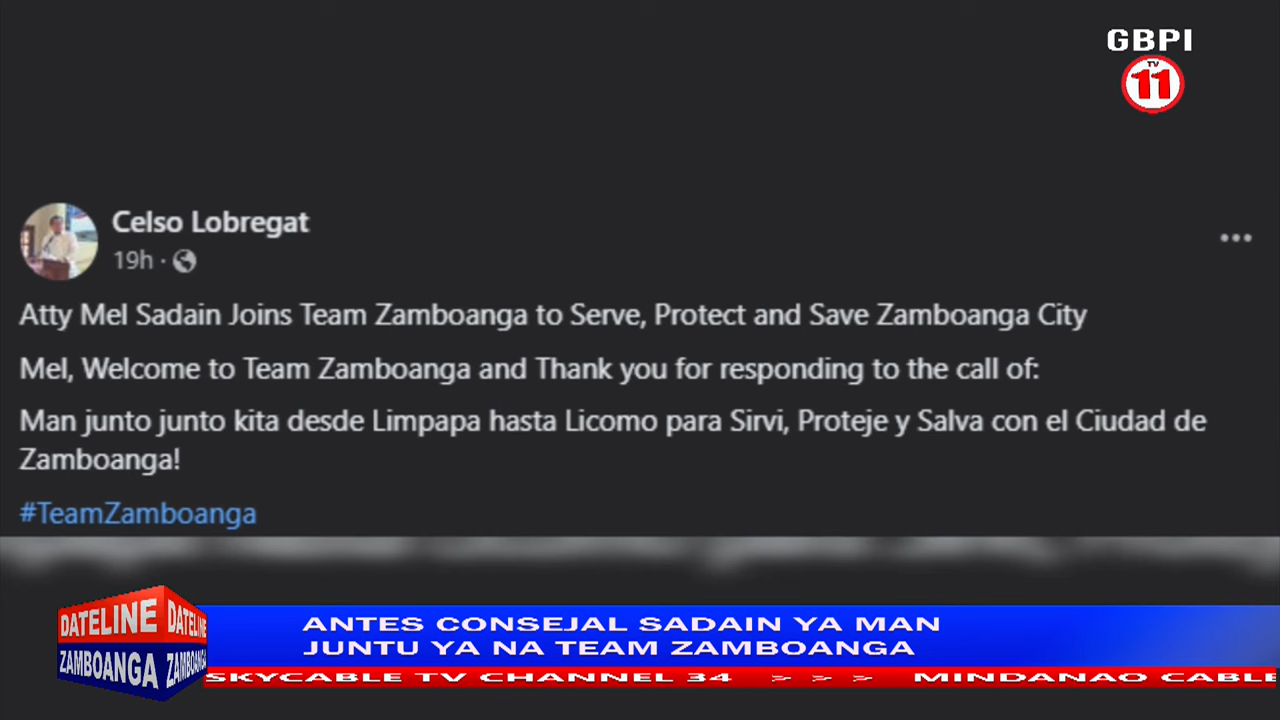 GBPI
TV
11
Celso Lobregat
19h ·
Atty Mel Sadain Joins Team Zamboanga to Serve, Protect and Save Zamboanga City
Mel, Welcome to Team Zamboanga and Thank you for responding to the call of:
Man junto junto kita desde Limpapa hasta Licomo para Sirvi, Proteje y Salva con el Ciudad de
Zamboanga!
#TeamZamboanga
DATELINE DATELINE
ZAMBOANGA ZAMBOANGA
ANTES CONSEJAL SADAIN YA MAN
JUNTU YA NA TEAM ZAMBOANGA
SKYCABLE TV CHANNEL 34 > > > MINDANAO CABLE